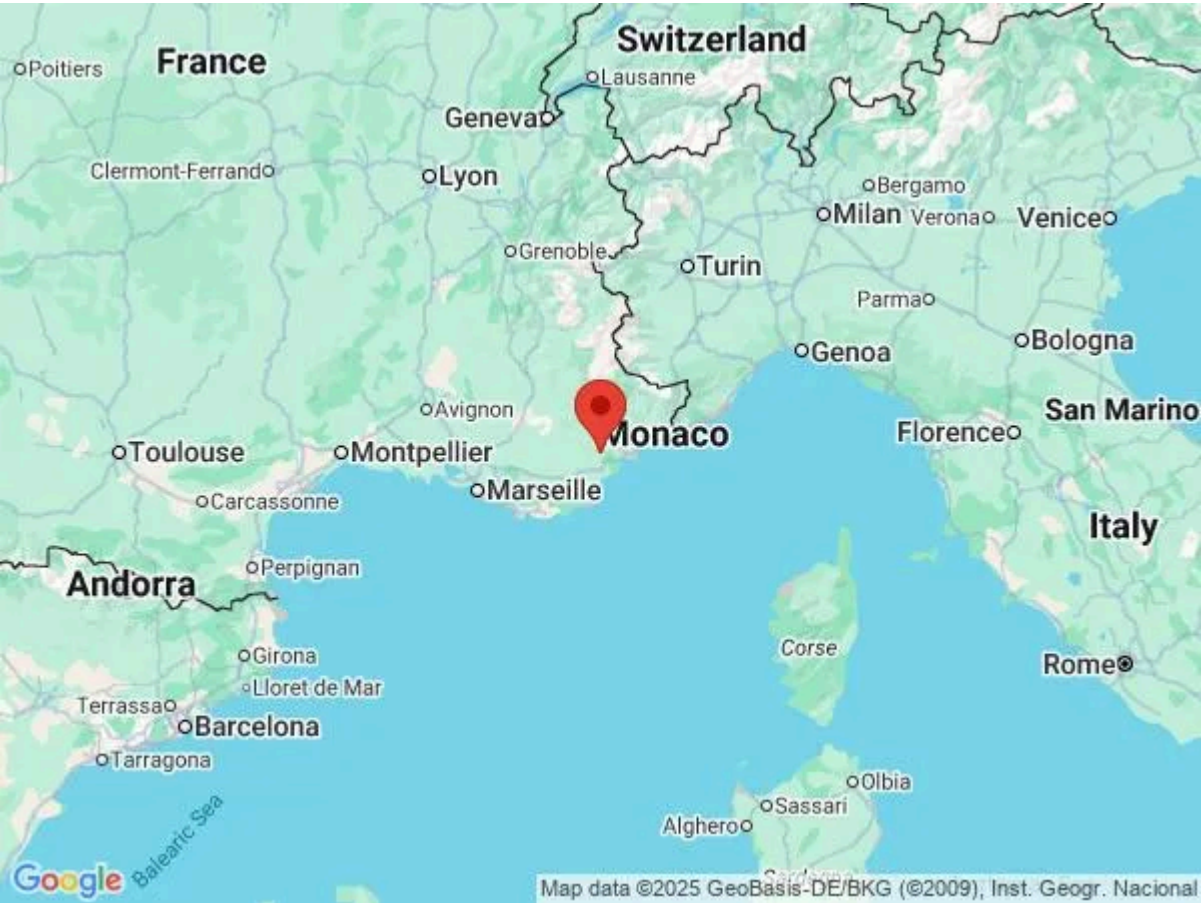 Switzerland
France
Poitiers
Lausanne
Geneva
Clermont-Ferrand
Lyon
Bergamo
Milan
Verona
Venice
Grenoble
Turin
Parma
Bologna
Genoa
Avignon
San Marino
Monaco
Florence
Toulouse
Montpellier
Marseille
Carcassonne
Italy
Perpignan
Andorra
Corse
Girona
Rome
Lloret de Mar
Terrassa
Barcelona
Tarragona
Olbia
Sassari
Alghero
Balearic Sea
Google
Map data ©2025 GeoBasis-DE/BKG (©2009), Inst. Geogr. Nacional